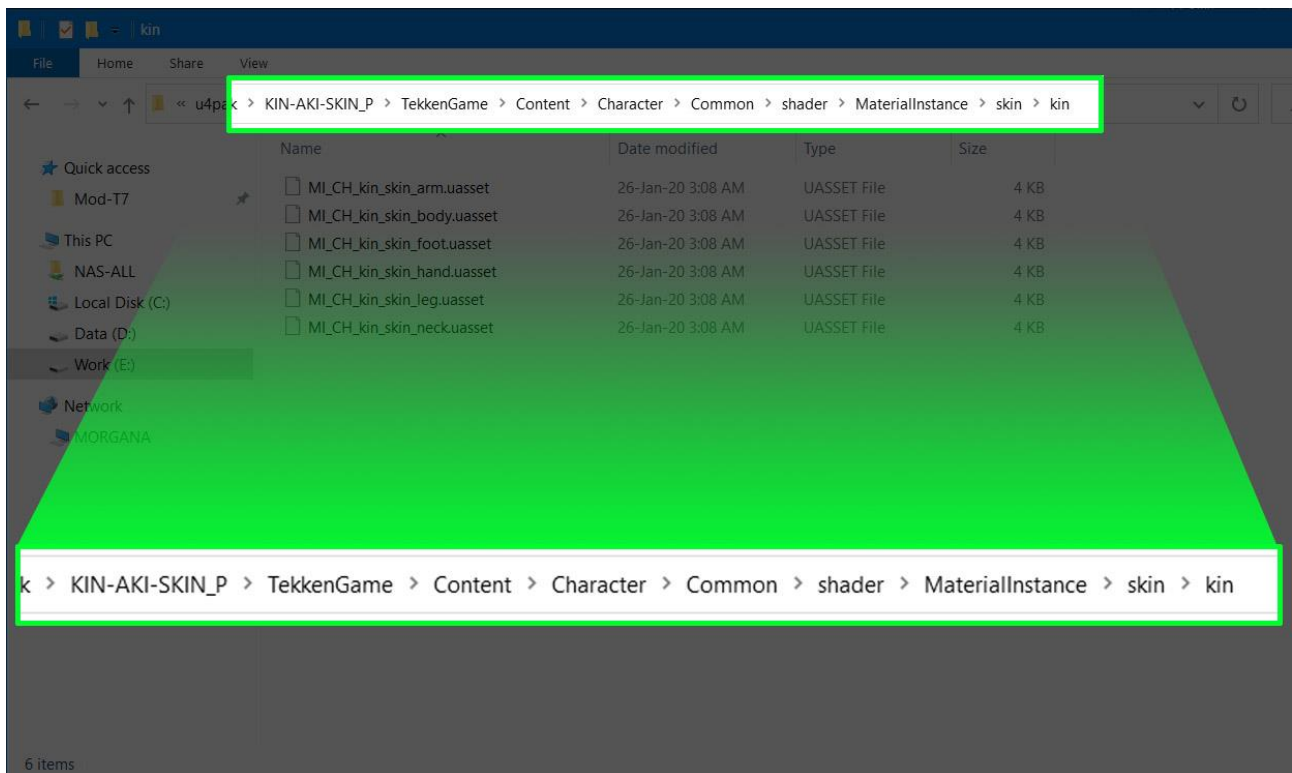 kin
File Home Share View
« u4pak > KIN-AKI-SKIN_P > TekkenGame > Content > Character > Common > shader > MaterialInstance > skin > kin
Name Date modified Type Size
Quick access
Mod-T7
This PC
NAS-ALL
Local Disk (C:)
Data (D:)
Work (E:)
Network
MORGANA
MI_CH_kin_skin_arm.uasset 26-Jan-20 3:08 AM UASSET File 4 KB
MI_CH_kin_skin_body.uasset 26-Jan-20 3:08 AM UASSET File 4 KB
MI_CH_kin_skin_foot.uasset 26-Jan-20 3:08 AM UASSET File 4 KB
MI_CH_kin_skin_hand.uasset 26-Jan-20 3:08 AM UASSET File 4 KB
MI_CH_kin_skin_leg.uasset 26-Jan-20 3:08 AM UASSET File 4 KB
MI_CH_kin_skin_neck.uasset 26-Jan-20 3:08 AM UASSET File 4 KB
k > KIN-AKI-SKIN_P > TekkenGame > Content > Character > Common > shader > MaterialInstance > skin > kin
6 items